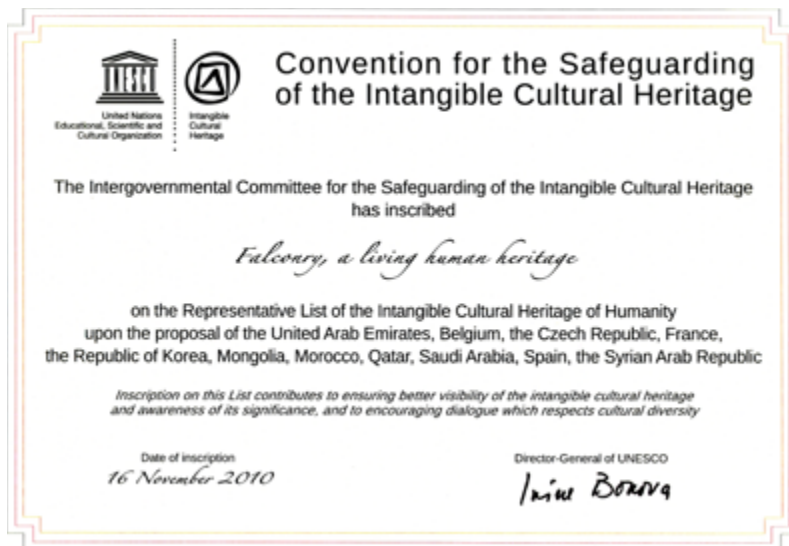 Convention for the Safeguarding
of the Intangible Cultural Heritage
UNESCO
United Nations
Educational, Scientific and
Cultural Organization
Intangible
Cultural
Heritage
The Intergovernmental Committee for the Safeguarding of the Intangible Cultural Heritage
has inscribed
Falconry, a living human heritage
on the Representative List of the Intangible Cultural Heritage of Humanity
upon the proposal of the United Arab Emirates, Belgium, the Czech Republic, France,
the Republic of Korea, Mongolia, Morocco, Qatar, Saudi Arabia, Spain, the Syrian Arab Republic
Inscription on this List contributes to ensuring better visibility of the intangible cultural heritage
and awareness of its significance, and to encouraging dialogue which respects cultural diversity
Date of inscription
16 November 2010
Director-General of UNESCO
Irina Bokova